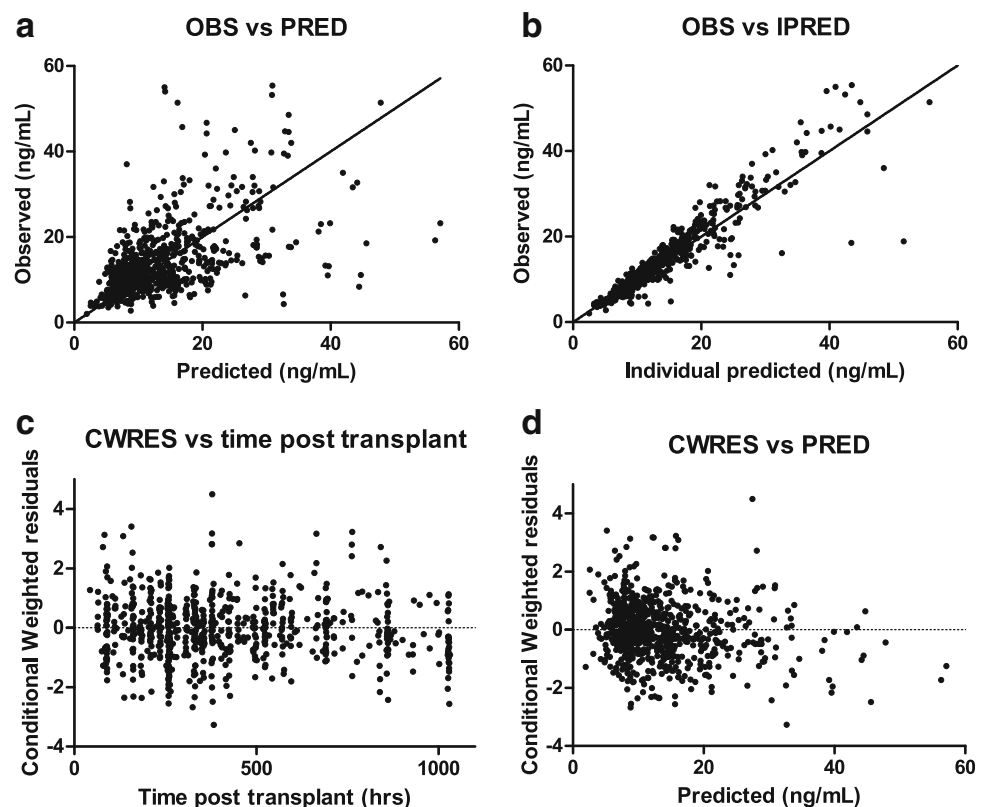 a
OBS vs PRED
60
40
20
0
Observed (ng/mL)
0 20 40 60
Predicted (ng/mL)
b
OBS vs IPRED
60
40
20
0
Observed (ng/mL)
0 20 40 60
Individual predicted (ng/mL)
c
CWRES vs time post transplant
4
2
0
-2
-4
Conditional Weighted residuals
0 500 1000
Time post transplant (hrs)
d
CWRES vs PRED
4
2
0
-2
-4
Conditional Weighted residuals
0 20 40 60
Predicted (ng/mL)